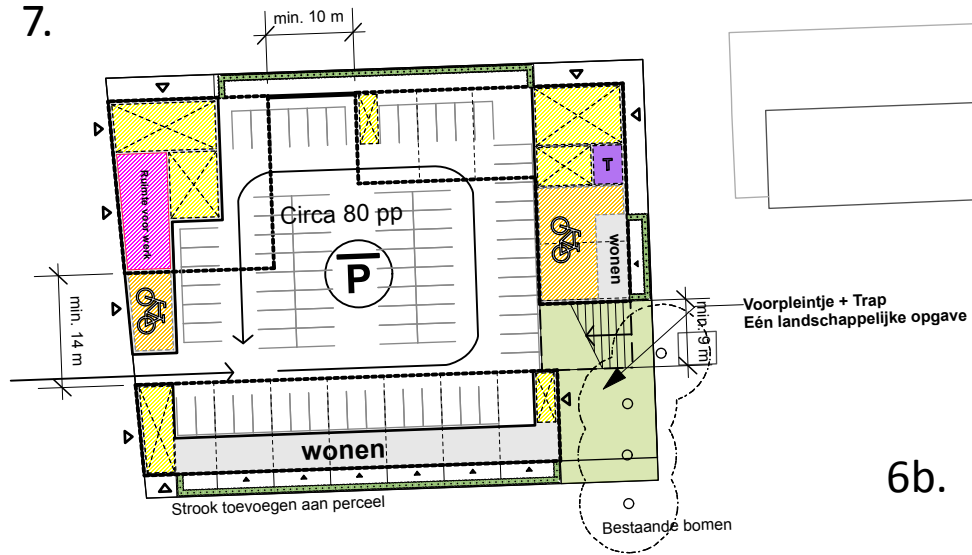 7.
min. 10 m
Ruimte voor werk
T
Circa 80 pp
P
wonen
min. 14 m
Voorpleintje + Trap
Eén landschappelijke opgave
min. 9 m
wonen
6b.
Strook toevoegen aan perceel
Bestaande bomen